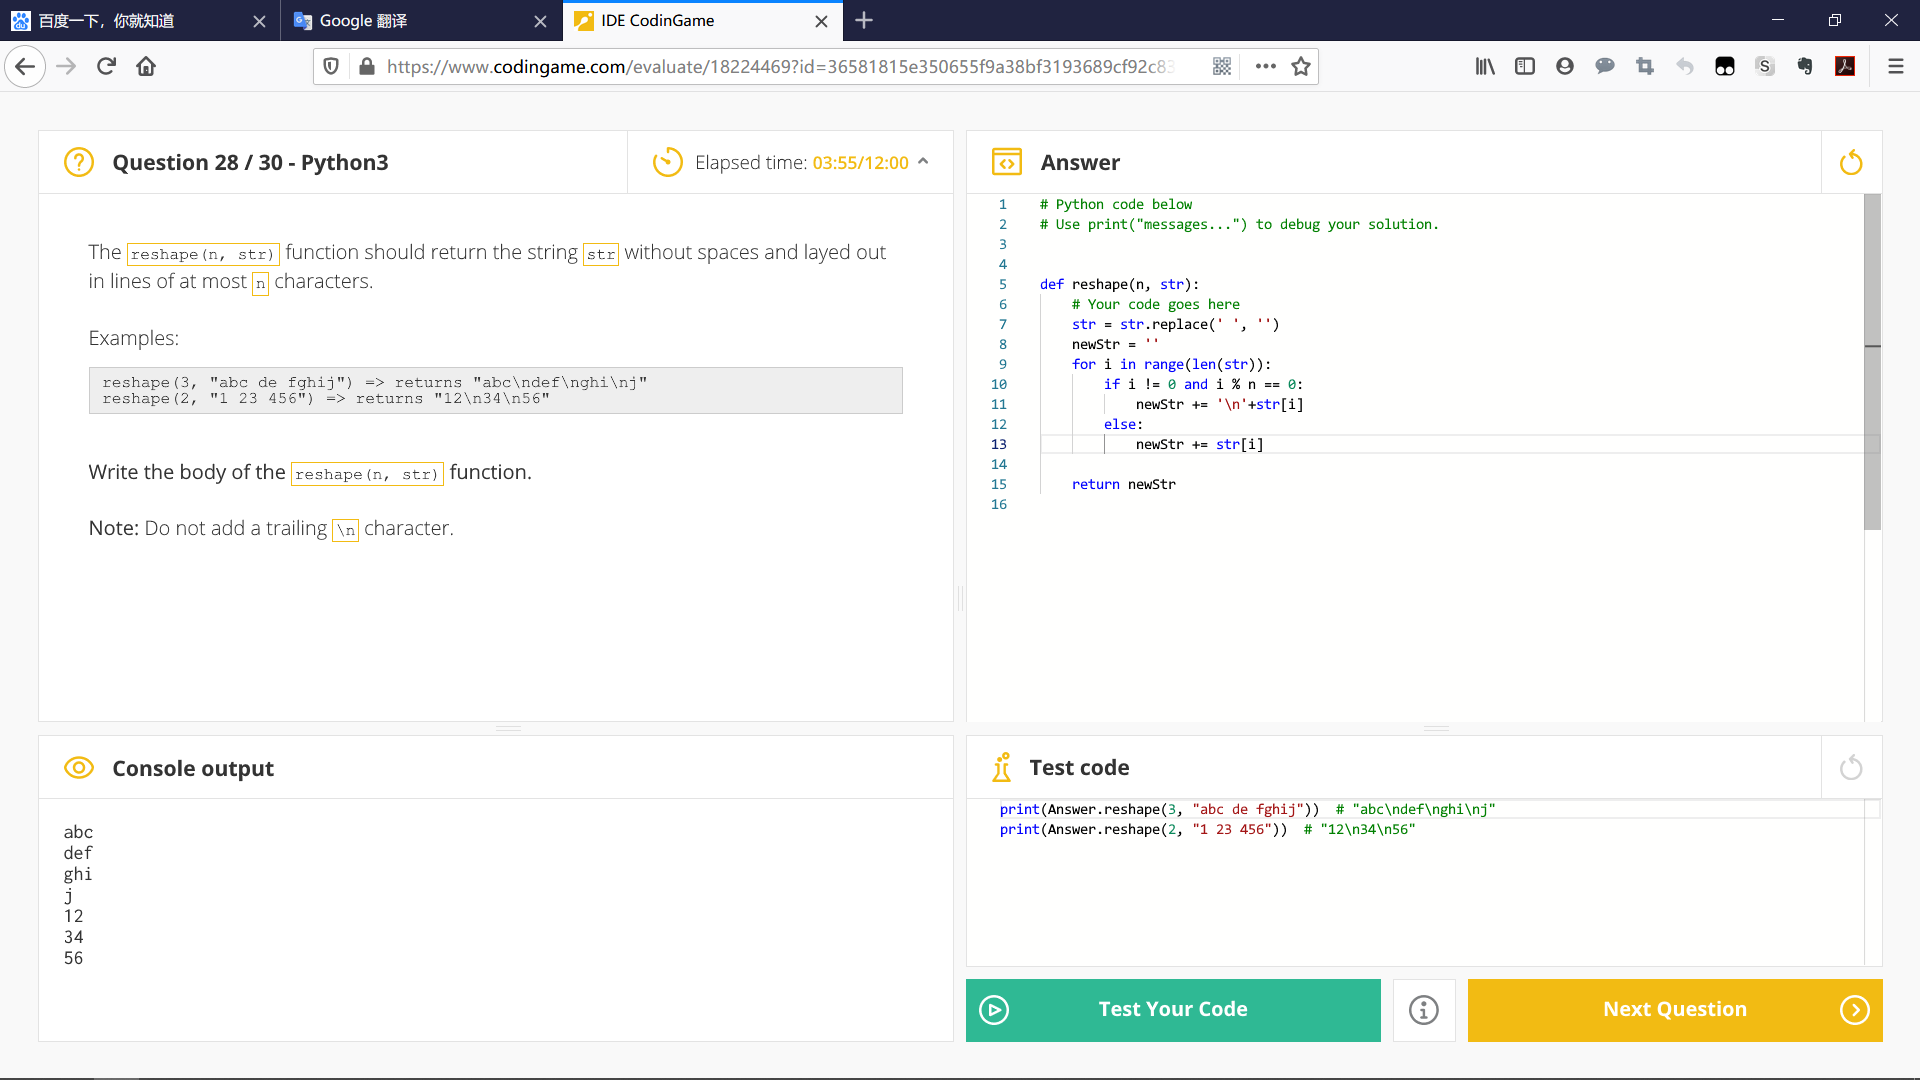 百度一下，你就知道
Google 翻译
IDE CodinGame
https://www.codingame.com/evaluate/18224469?id=36581815e350655f9a38bf3193689cf92c83
Question 28 / 30 - Python3
Elapsed time: 03:55/12:00
The reshape(n, str) function should return the string str without spaces and layed out
in lines of at most n characters.
Examples:
reshape(3, "abc de fghij") => returns "abc\ndef\nghi\nj"
reshape(2, "1 23 456") => returns "12\n34\n56"
Write the body of the reshape(n, str) function.
Note: Do not add a trailing \n character.
Answer
1 # Python code below
2 # Use print("messages...") to debug your solution.
3
4
5 def reshape(n, str):
6 # Your code goes here
7 str = str.replace(' ', '')
8 newStr = ''
9 for i in range(len(str)):
10 if i != 0 and i % n == 0:
11 newStr += '\n'+str[i]
12 else:
13 newStr += str[i]
14
15 return newStr
16
Console output
abc
def
ghi
j
12
34
56
Test code
print(Answer.reshape(3, "abc de fghij")) # "abc\ndef\nghi\nj"
print(Answer.reshape(2, "1 23 456")) # "12\n34\n56"
Test Your Code
Next Question